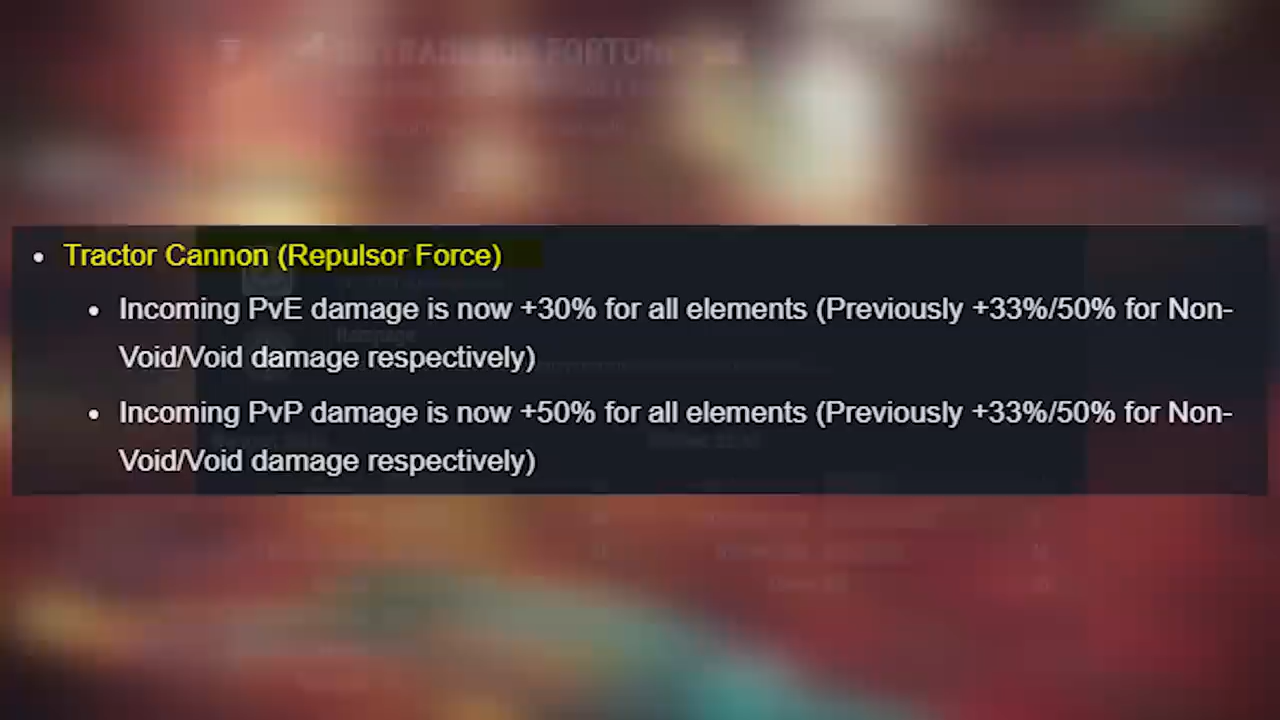 Tractor Cannon (Repulsor Force)
Incoming PvE damage is now +30% for all elements (Previously +33%/50% for Non-
Void/Void damage respectively)
Incoming PvP damage is now +50% for all elements (Previously +33%/50% for Non-
Void/Void damage respectively)